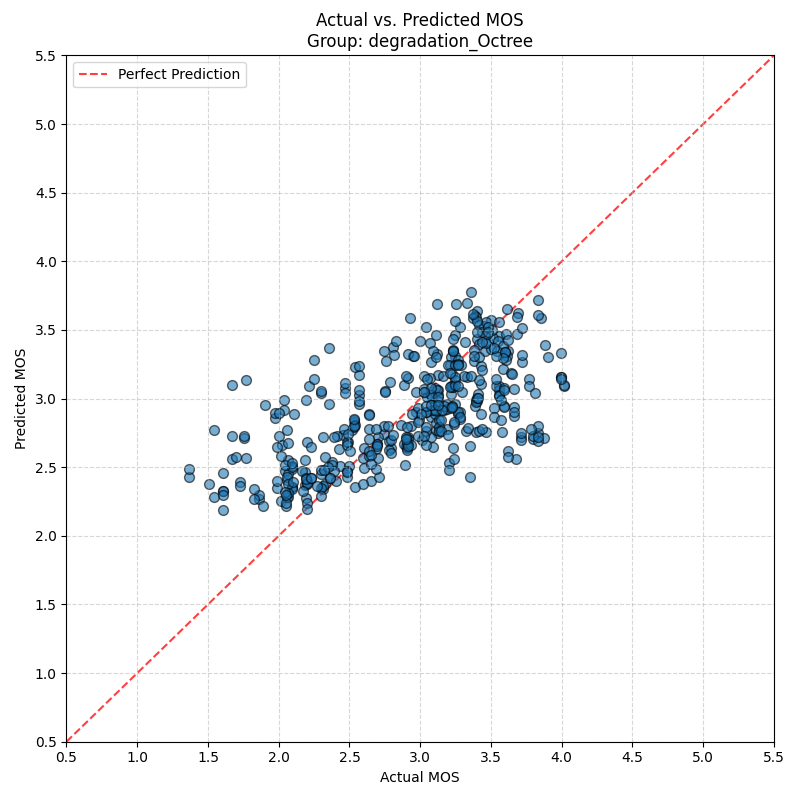 Actual vs. Predicted MOS
Group: degradation_Octree
Perfect Prediction
5.5
5.0
4.5
4.0
3.5
3.0
2.5
2.0
1.5
1.0
0.5
Predicted MOS
0.5 1.0 1.5 2.0 2.5 3.0 3.5 4.0 4.5 5.0 5.5
Actual MOS